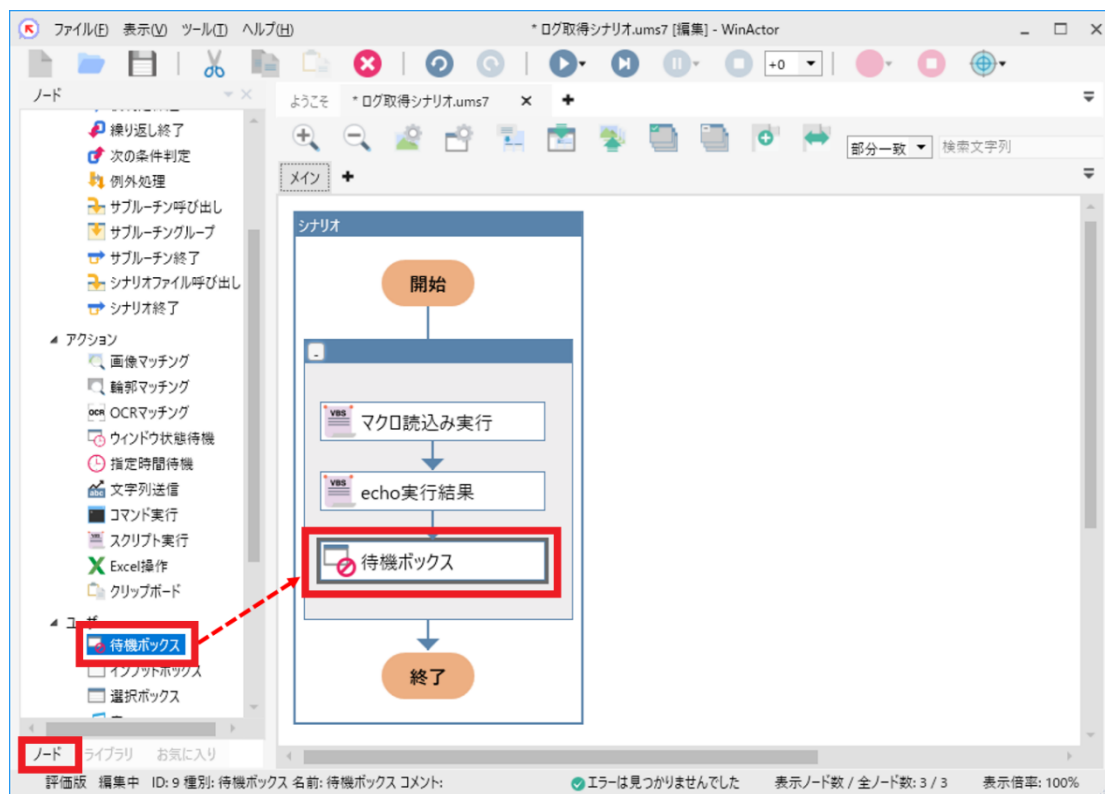 ファイル(F) 表示(V) ツール(T) ヘルプ(H)
* ログ取得シナリオ.ums7 [編集] - WinActor
+0
ノード
繰り返し終了
次の条件判定
例外処理
サブルーチン呼び出し
サブルーチングループ
サブルーチン終了
シナリオファイル呼び出し
シナリオ終了
アクション
画像マッチング
輪郭マッチング
OCR OCRマッチング
ウィンドウ状態待機
指定時間待機
abc 文字列送信
コマンド実行
スクリプト実行
Excel操作
クリップボード
ユーザ
待機ボックス
インプットボックス
選択ボックス
ノード ライブラリ お気に入り
ようこそ * ログ取得シナリオ.ums7
部分一致 検索文字列
メイン
シナリオ
開始
VBS マクロ読込み実行
VBS echo実行結果
待機ボックス
終了
評価版 編集中 ID: 9 種別: 待機ボックス 名前: 待機ボックス コメント: エラーは見つかりませんでした 表示ノード数 / 全ノード数: 3 / 3 表示倍率: 100%